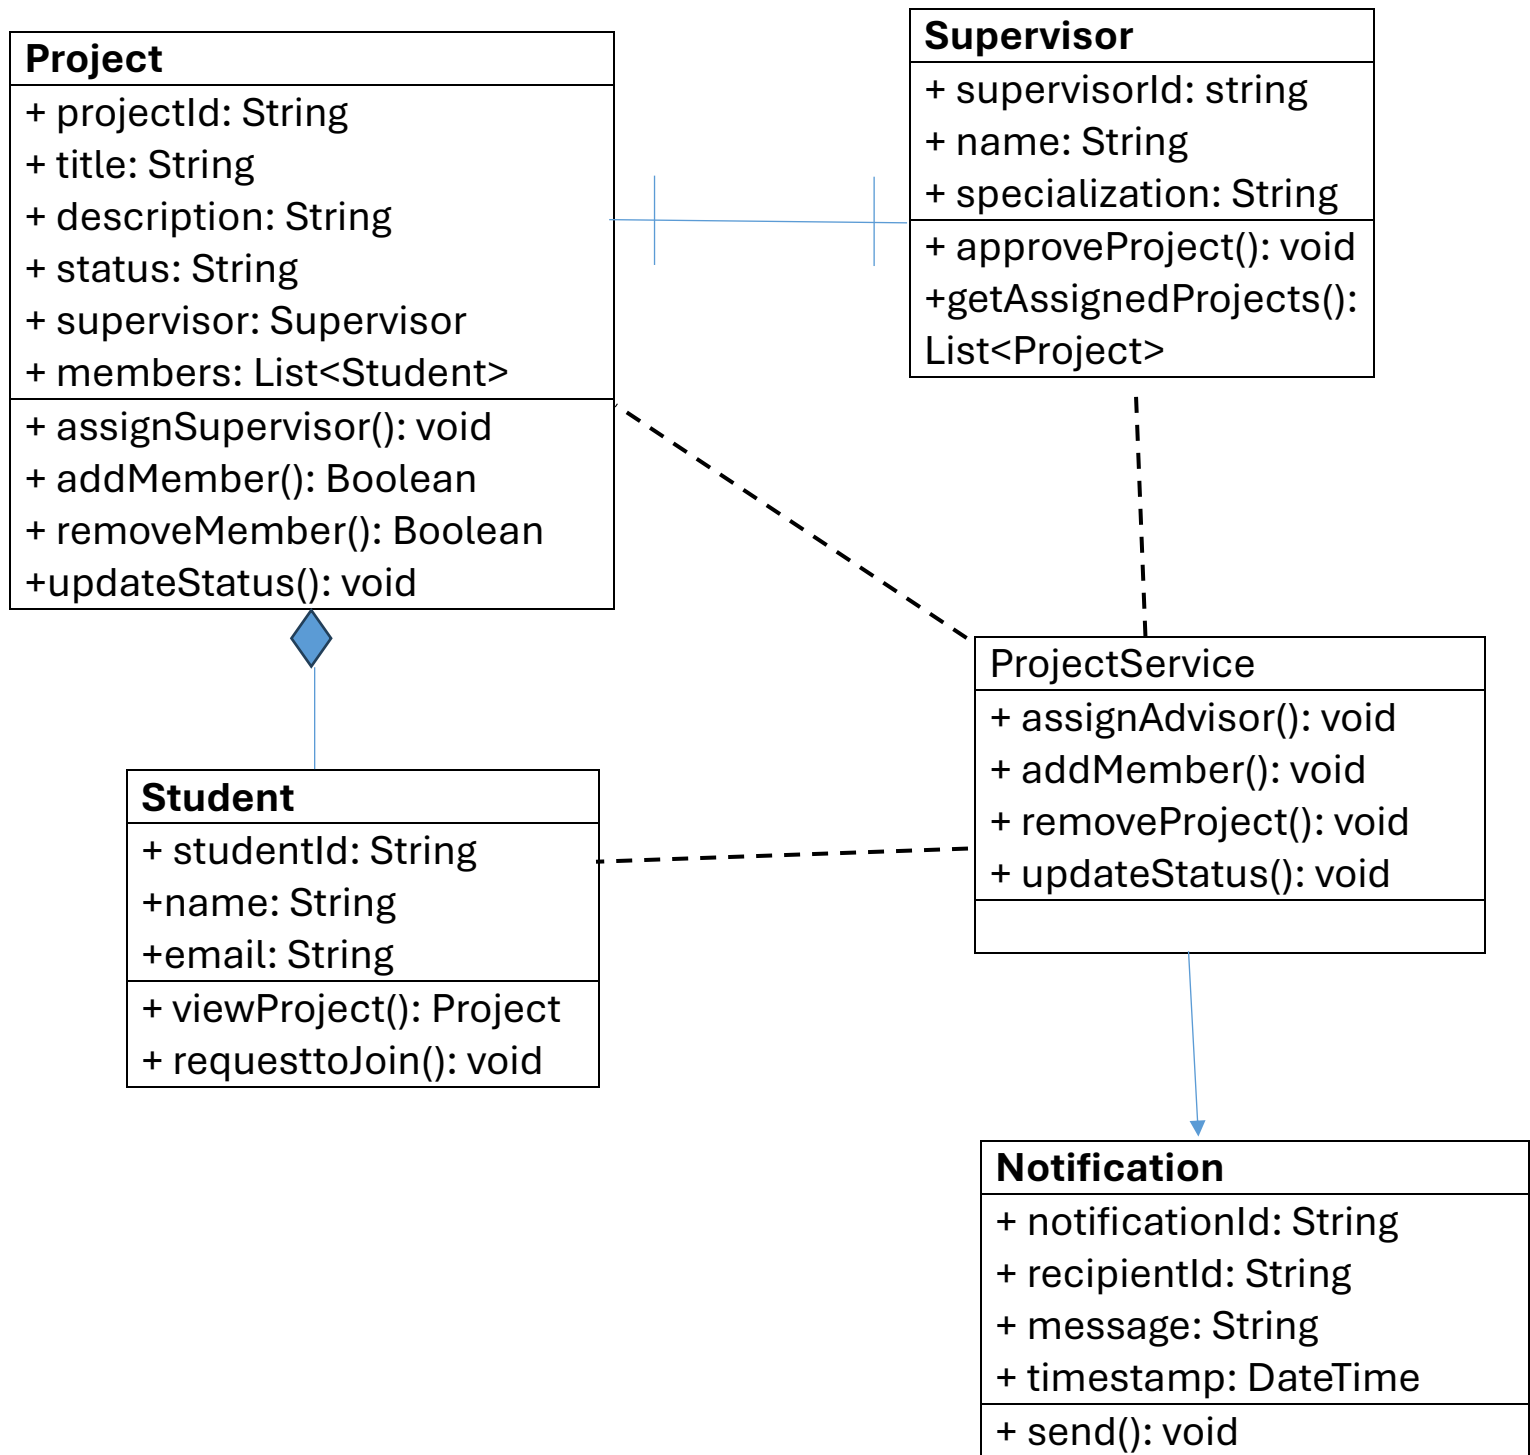 Project
+ projectId: String
+ title: String
+ description: String
+ status: String
+ supervisor: Supervisor
+ members: List<Student>
+ assignSupervisor(): void
+ addMember(): Boolean
+ removeMember(): Boolean
+updateStatus(): void
Supervisor
+ supervisorId: string
+ name: String
+ specialization: String
+ approveProject(): void
+getAssignedProjects():
List<Project>
ProjectService
+ assignAdvisor(): void
+ addMember(): void
+ removeProject(): void
+ updateStatus(): void
Student
+ studentId: String
+name: String
+email: String
+ viewProject(): Project
+ requesttoJoin(): void
Notification
+ notificationId: String
+ recipientId: String
+ message: String
+ timestamp: DateTime
+ send(): void